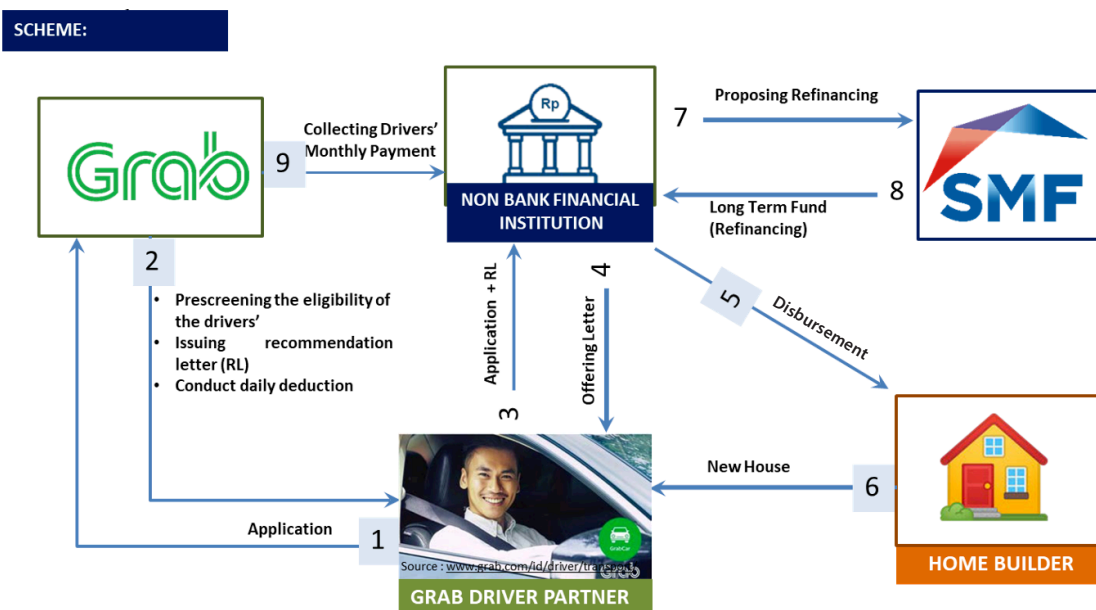 SCHEME:
Grab
9
Collecting Drivers'
Monthly Payment
Rp
NON BANK FINANCIAL
INSTITUTION
7
Proposing Refinancing
8
Long Term Fund
(Refinancing)
SMF
2
• Prescreening the eligibility of
the drivers'
• Issuing recommendation
letter (RL)
• Conduct daily deduction
3
Application + RL
4
Offering Letter
5
Disbursement
6
New House
HOME BUILDER
1
Application
GrabCar
Source : www.grab.com/id/driver/transport
Grab
GRAB DRIVER PARTNER